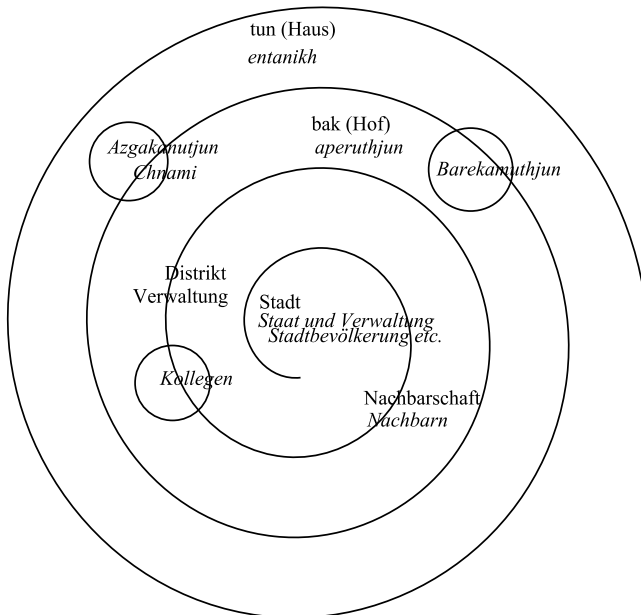 tun (Haus)
entanikh
bak (Hof)
aperuthjun
Azgakanutjun
Chnami
Barekamuthjun
Distrikt
Verwaltung
Stadt
Staat und Verwaltung
Stadtbevölkerung etc.
Kollegen
Nachbarschaft
Nachbarn